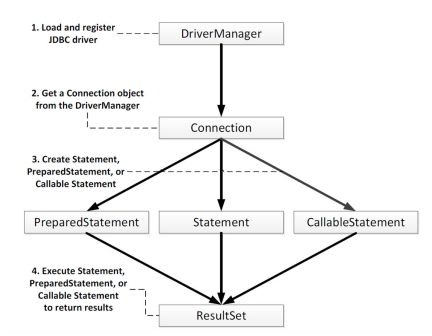 1. Load and register
JDBC driver
DriverManager
2. Get a Connection object
from the DriverManager
Connection
3. Create Statement,
PreparedStatement, or
Callable Statement
PreparedStatement
Statement
CallableStatement
4. Execute Statement,
PreparedStatement, or
Callable Statement
to return results
ResultSet